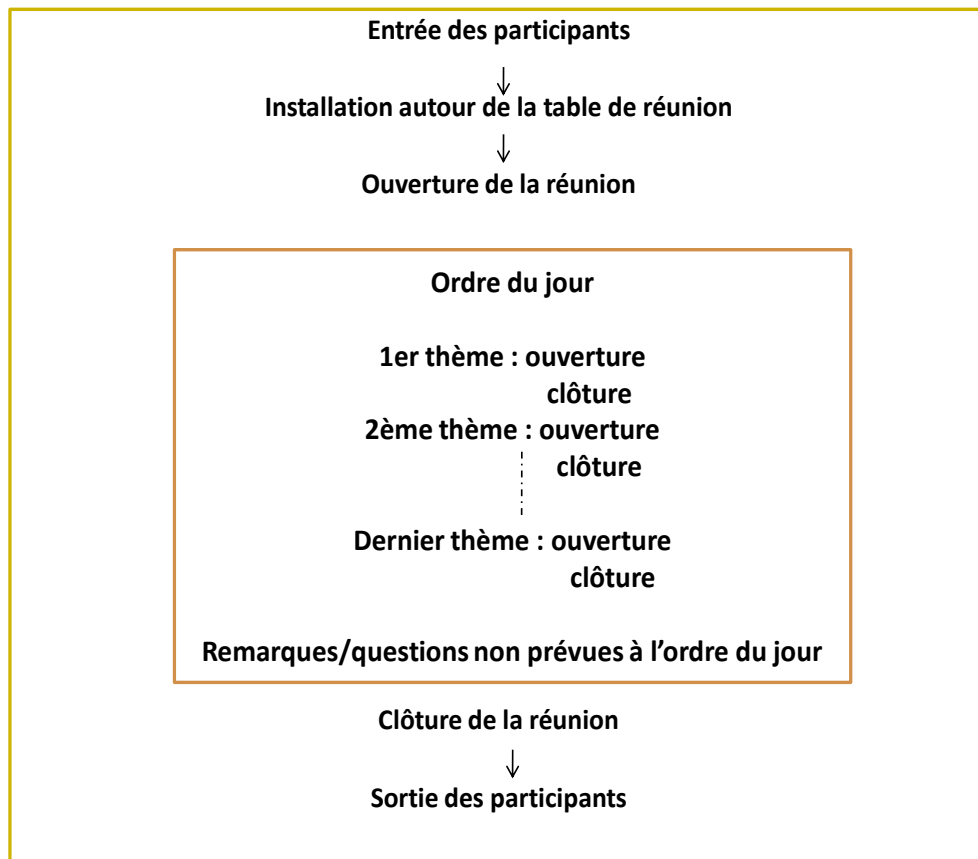 Entrée des participants
Installation autour de la table de réunion
Ouverture de la réunion
Ordre du jour
1er thème : ouverture
clôture
2ème thème : ouverture
clôture
Dernier thème : ouverture
clôture
Remarques/questions non prévues à l’ordre du jour
Clôture de la réunion
Sortie des participants